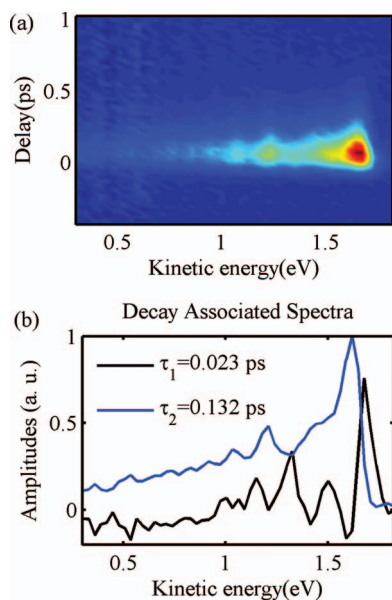 (a)
1
0.5
0
Delay(ps)
0.5 1 1.5
Kinetic energy(eV)
(b)
Decay Associated Spectra
1
0.5
0
Amplitudes (a. u.)
τ1=0.023 ps
τ2=0.132 ps
0.5 1 1.5
Kinetic energy(eV)